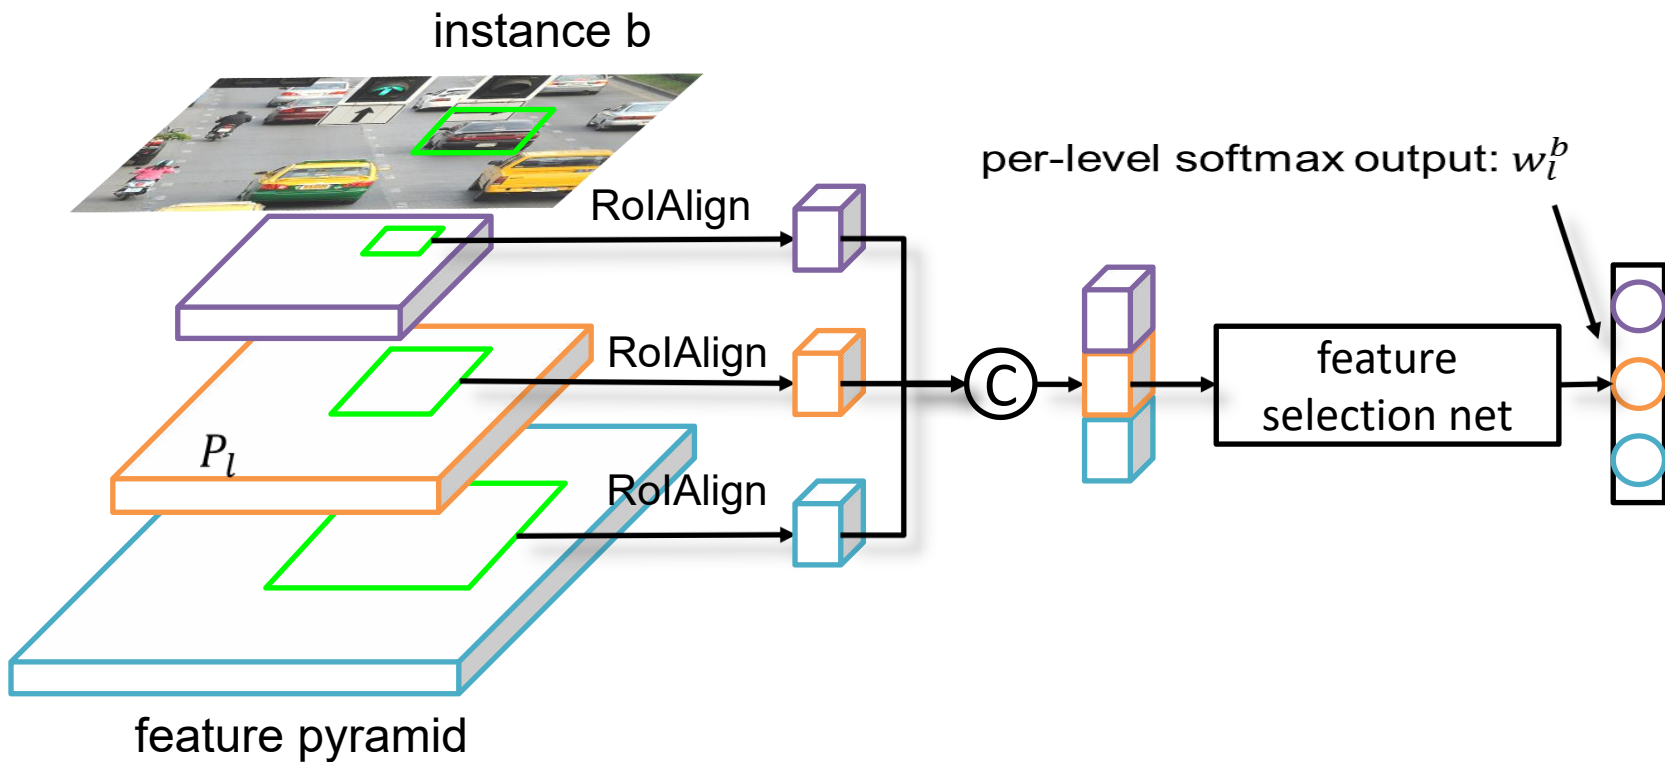 instance b
per-level softmax output: $w_l^b$
RoIAlign
RoIAlign
C
feature
selection net
$P_l$
RoIAlign
feature pyramid